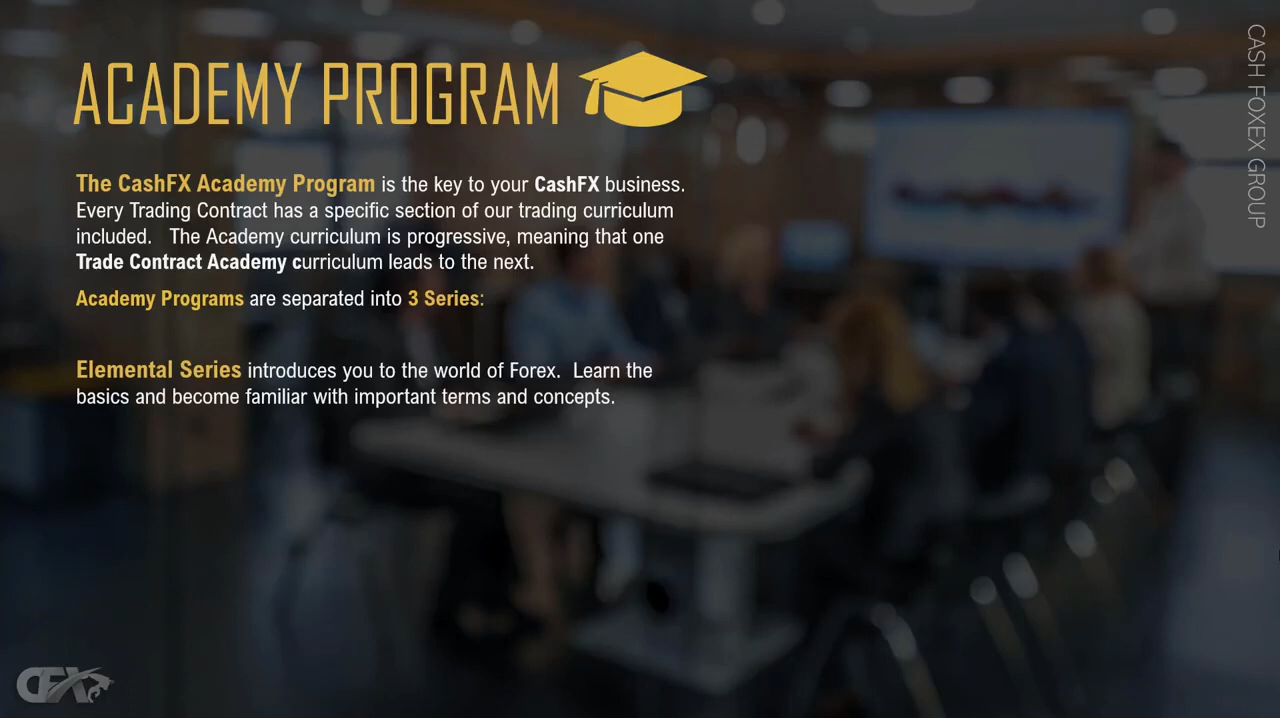 ACADEMY PROGRAM
The CashFX Academy Program is the key to your CashFX business.
Every Trading Contract has a specific section of our trading curriculum
included. The Academy curriculum is progressive, meaning that one
Trade Contract Academy curriculum leads to the next.
Academy Programs are separated into 3 Series:
Elemental Series introduces you to the world of Forex. Learn the
basics and become familiar with important terms and concepts.
CASH FOXEX GROUP
CFX